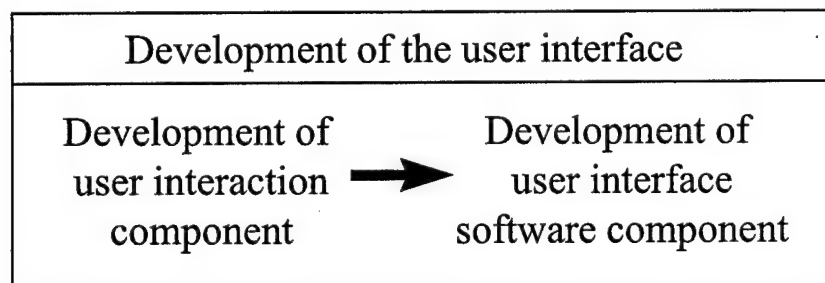 Development of the user interface
Development of
user interaction
component
Development of
user interface
software component